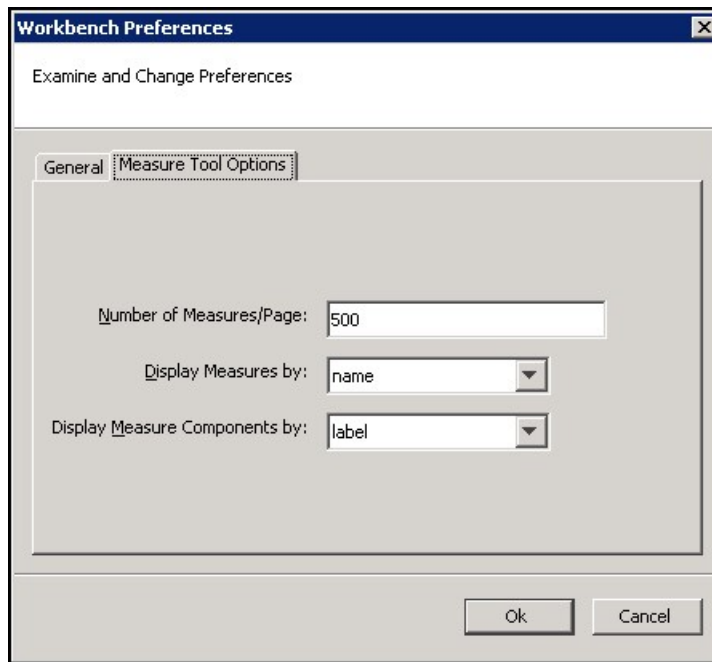 Workbench Preferences
Examine and Change Preferences
General Measure Tool Options
Number of Measures/Page: 500
Display Measures by: name
Display Measure Components by: label
Ok Cancel